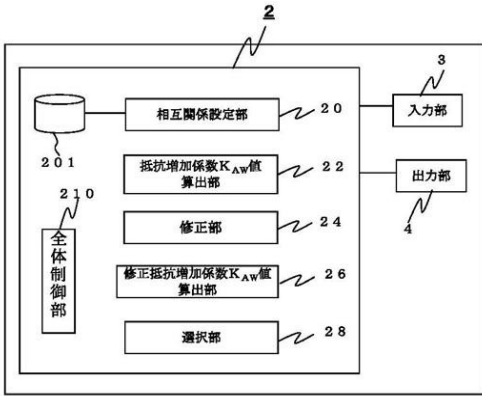 2
3
相互関係設定部
20
入力部
201
抵抗増加係数KAW値
算出部
22
出力部
4
210
全体制御部
修正部
24
修正抵抗増加係数KAW値
算出部
26
選択部
28